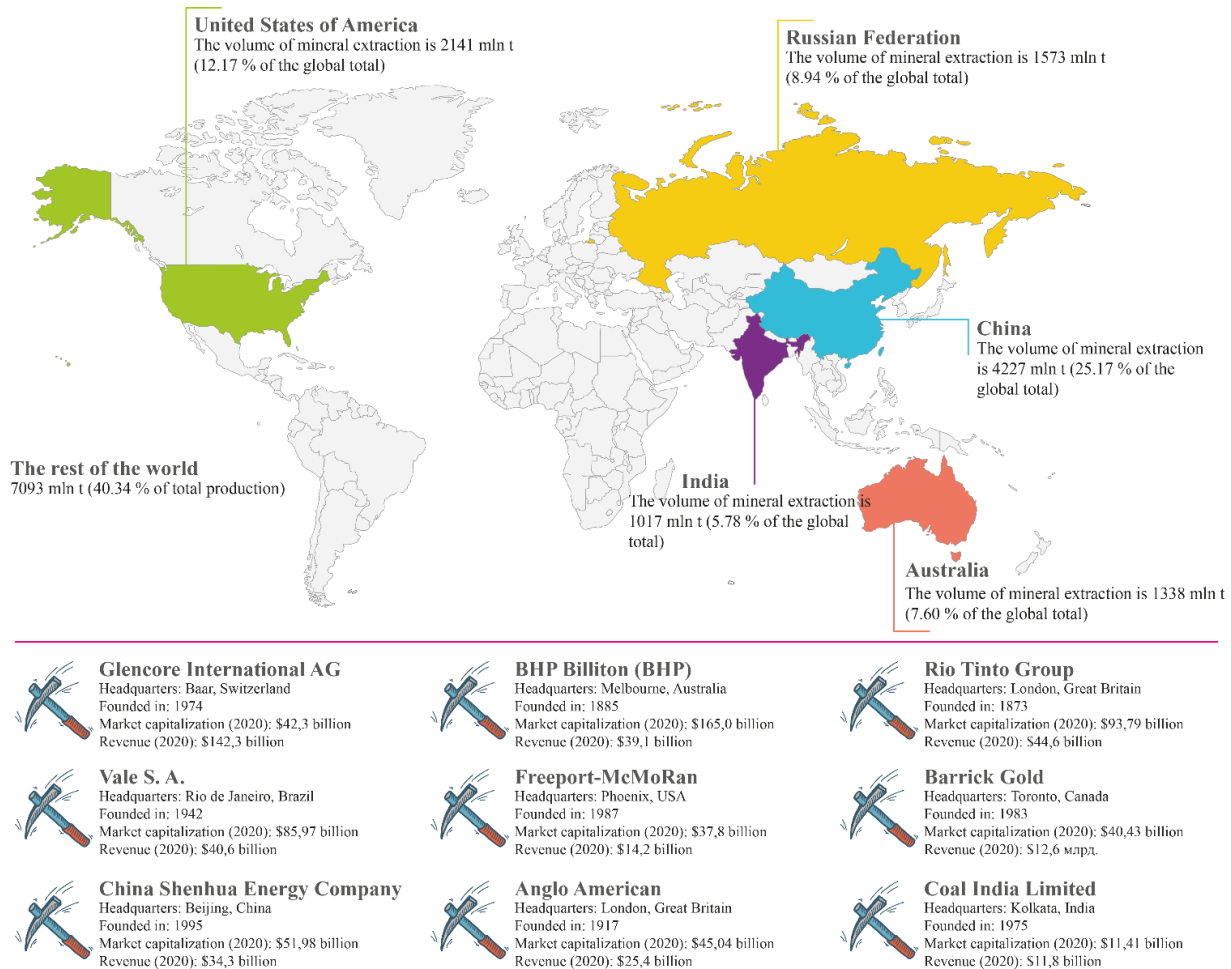 United States of America
The volume of mineral extraction is 2141 mln t
(12.17 % of the global total)
Russian Federation
The volume of mineral extraction is 1573 mln t
(8.94 % of the global total)
China
The volume of mineral extraction
is 4227 mln t (25.17 % of the
global total)
The rest of the world
7093 mln t (40.34 % of total production)
India
The volume of mineral extraction is
1017 mln t (5.78 % of the global
total)
Australia
The volume of mineral extraction is 1338 mln t
(7.60 % of the global total)
Glencore International AG
Headquarters: Baar, Switzerland
Founded in: 1974
Market capitalization (2020): $42,3 billion
Revenue (2020): $142,3 billion
BHP Billiton (BHP)
Headquarters: Melbourne, Australia
Founded in: 1885
Market capitalization (2020): $165,0 billion
Revenue (2020): $39,1 billion
Rio Tinto Group
Headquarters: London, Great Britain
Founded in: 1873
Market capitalization (2020): $93,79 billion
Revenue (2020): $44,6 billion
Vale S. A.
Headquarters: Rio de Janeiro, Brazil
Founded in: 1942
Market capitalization (2020): $85,97 billion
Revenue (2020): $40,6 billion
Freeport-McMoRan
Headquarters: Phoenix, USA
Founded in: 1987
Market capitalization (2020): $37,8 billion
Revenue (2020): $14,2 billion
Barrick Gold
Headquarters: Toronto, Canada
Founded in: 1983
Market capitalization (2020): $40,43 billion
Revenue (2020): $12,6 млрд.
China Shenhua Energy Company
Headquarters: Beijing, China
Founded in: 1995
Market capitalization (2020): $51,98 billion
Revenue (2020): $34,3 billion
Anglo American
Headquarters: London, Great Britain
Founded in: 1917
Market capitalization (2020): $45,04 billion
Revenue (2020): $25,4 billion
Coal India Limited
Headquarters: Kolkata, India
Founded in: 1975
Market capitalization (2020): $11,41 billion
Revenue (2020): $11,8 billion